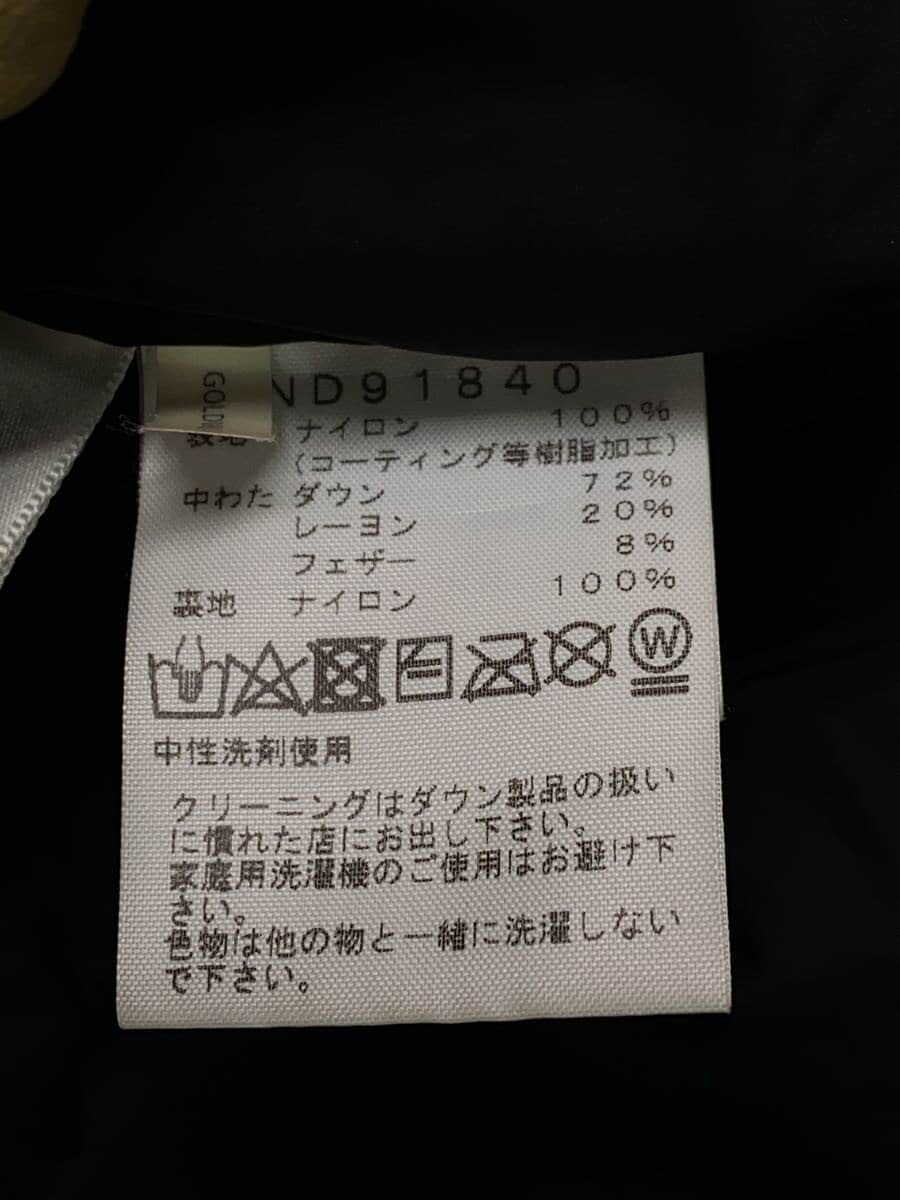 ND91840
GOLD
表地 ナイロン 100%
(コーティング等樹脂加工)
中わた ダウン 72%
レーヨン 20%
フェザー 8%
裏地 ナイロン 100%
W
中性洗剤使用
クリーニングはダウン製品の扱い
に慣れた店にお出し下さい。
家庭用洗濯機のご使用はお避け下
さい。
色物は他の物と一緒に洗濯しない
で下さい。